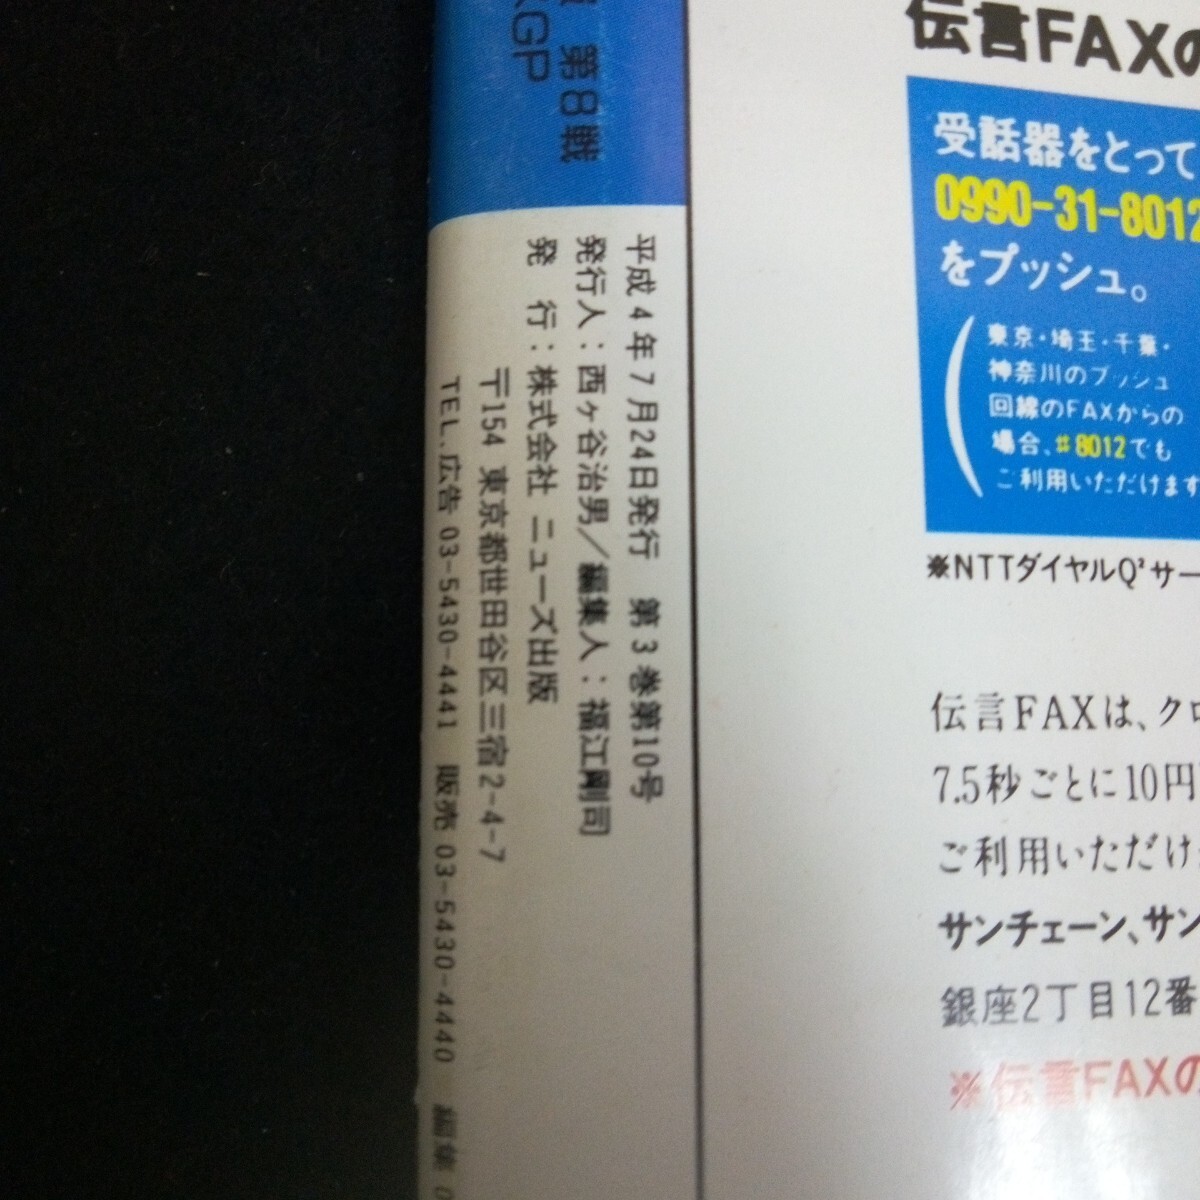 第8戦
GP
平成4年7月24日発行 第3巻第10号
発行人：西ヶ谷治男／編集人：福江剛司
発 行：株式会社 ニューズ出版
〒154 東京都世田谷区三宿2-4-7
TEL.広告 03-5430-4441 販売 03-5430-4440 編集 0
伝言FAXの
受話器をとって
0990-31-8012
をプッシュ。
東京・埼玉・千葉・
神奈川のプッシュ
回線のFAXからの
場合、#8012でも
ご利用いただけます
※NTTダイヤルQ²サー
伝言FAXは、クロ
7.5秒ごとに10円
ご利用いただけ
サンチェーン、サン
銀座2丁目12番
※伝言FAXの